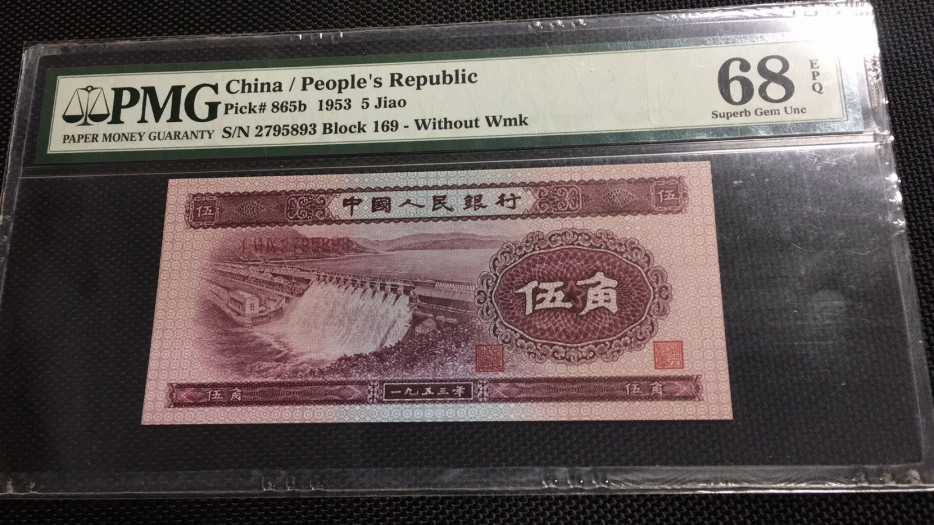 PMG
PAPER MONEY GUARANTY
China / People's Republic
Pick# 865b 1953 5 Jiao
S/N 2795893 Block 169 - Without Wmk
68 EPQ
Superb Gem Unc
伍 中國人民銀行 伍
2795893
伍角
伍角 一九五三年 伍角